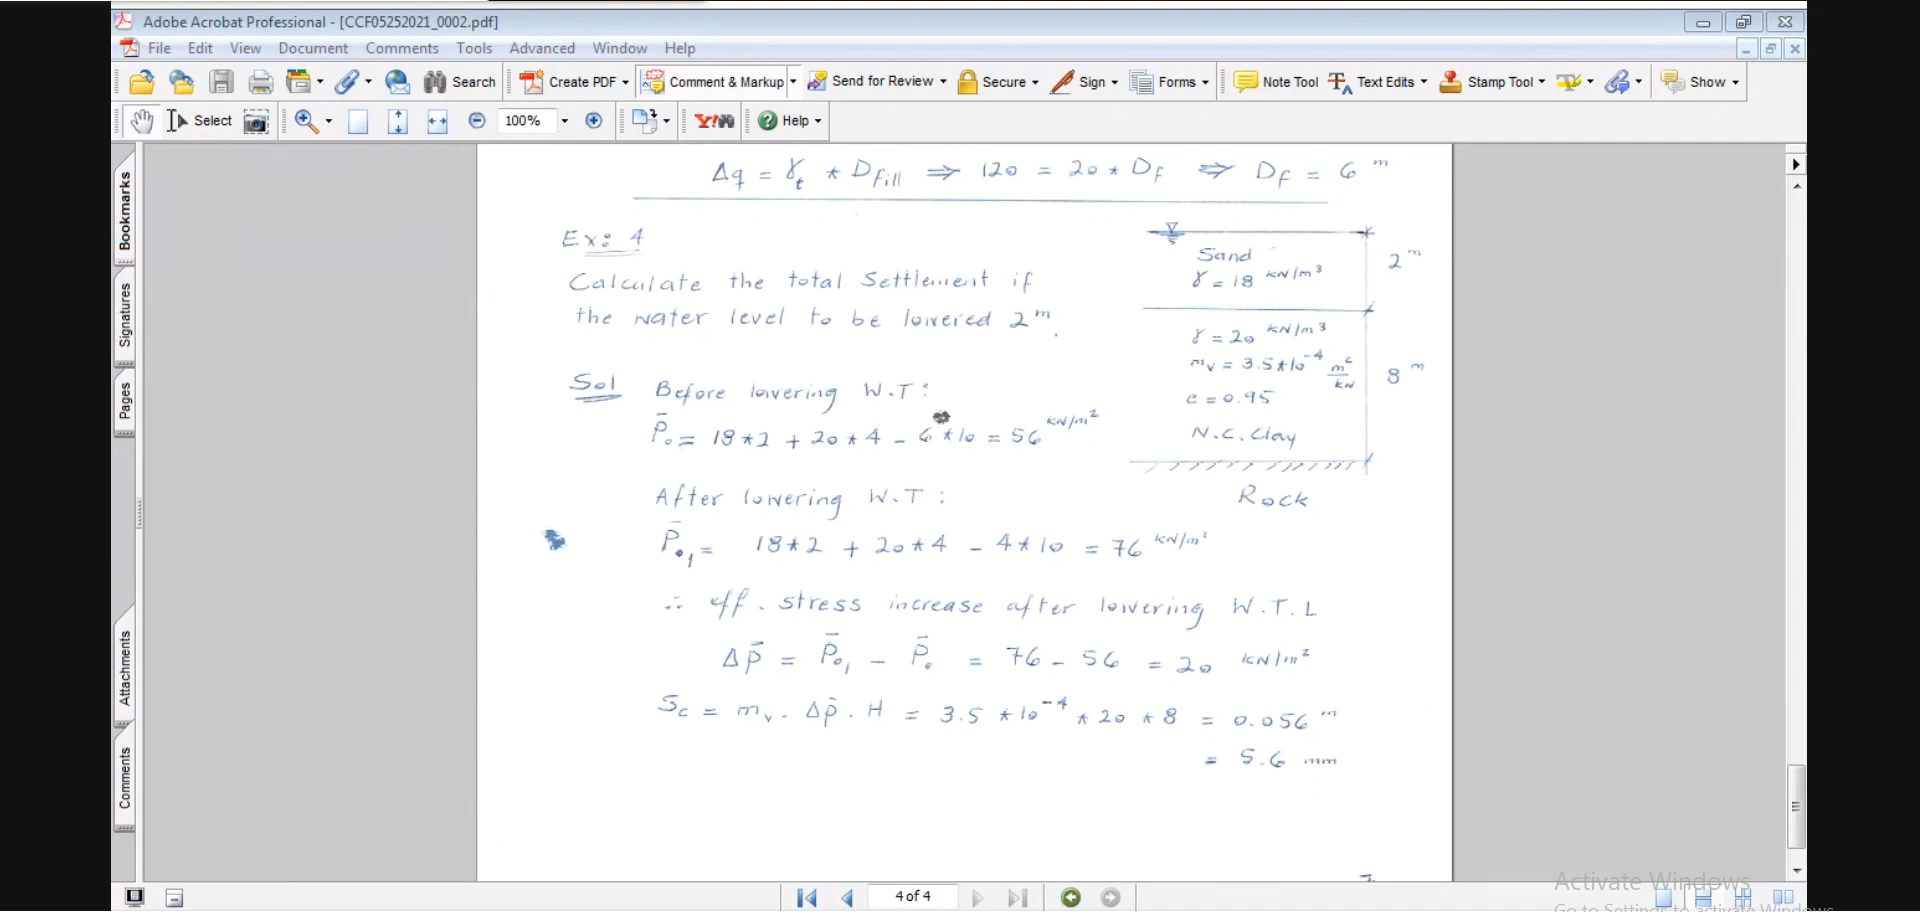 Adobe Acrobat Professional - [CCF05252021_0002.pdf]
File Edit View Document Comments Tools Advanced Window Help
Search Create PDF Comment & Markup Send for Review Secure Sign Forms Note Tool Text Edits Stamp Tool Show
Select 100% Y! Help
Bookmarks
Signatures
Pages
Attachments
Comments
Δq = γt * Dfill ⇒ 120 = 20 * Df ⇒ Df = 6 m
Ex: 4
Calculate the total settlement if
the water level to be lowered 2 m.
Sand
γ = 18 kN/m³
2 m
γ = 20 kN/m³
mv = 3.5*10⁻⁴ m²/kN
e = 0.95
N.C. Clay
8 m
Rock
Sol Before lowering W.T:
P̄o = 18*2 + 20*4 - 6*10 = 56 kN/m²
After lowering W.T:
P̄o1 = 18*2 + 20*4 - 4*10 = 76 kN/m²
∴ eff. stress increase after lowering W.T.L
Δp̄ = P̄o1 - P̄o = 76 - 56 = 20 kN/m²
Sc = mv. Δp̄. H = 3.5 *10⁻⁴ * 20 * 8 = 0.056 m
= 5.6 mm
4 of 4
Activate Windows
Go to Settings to activate Windows.